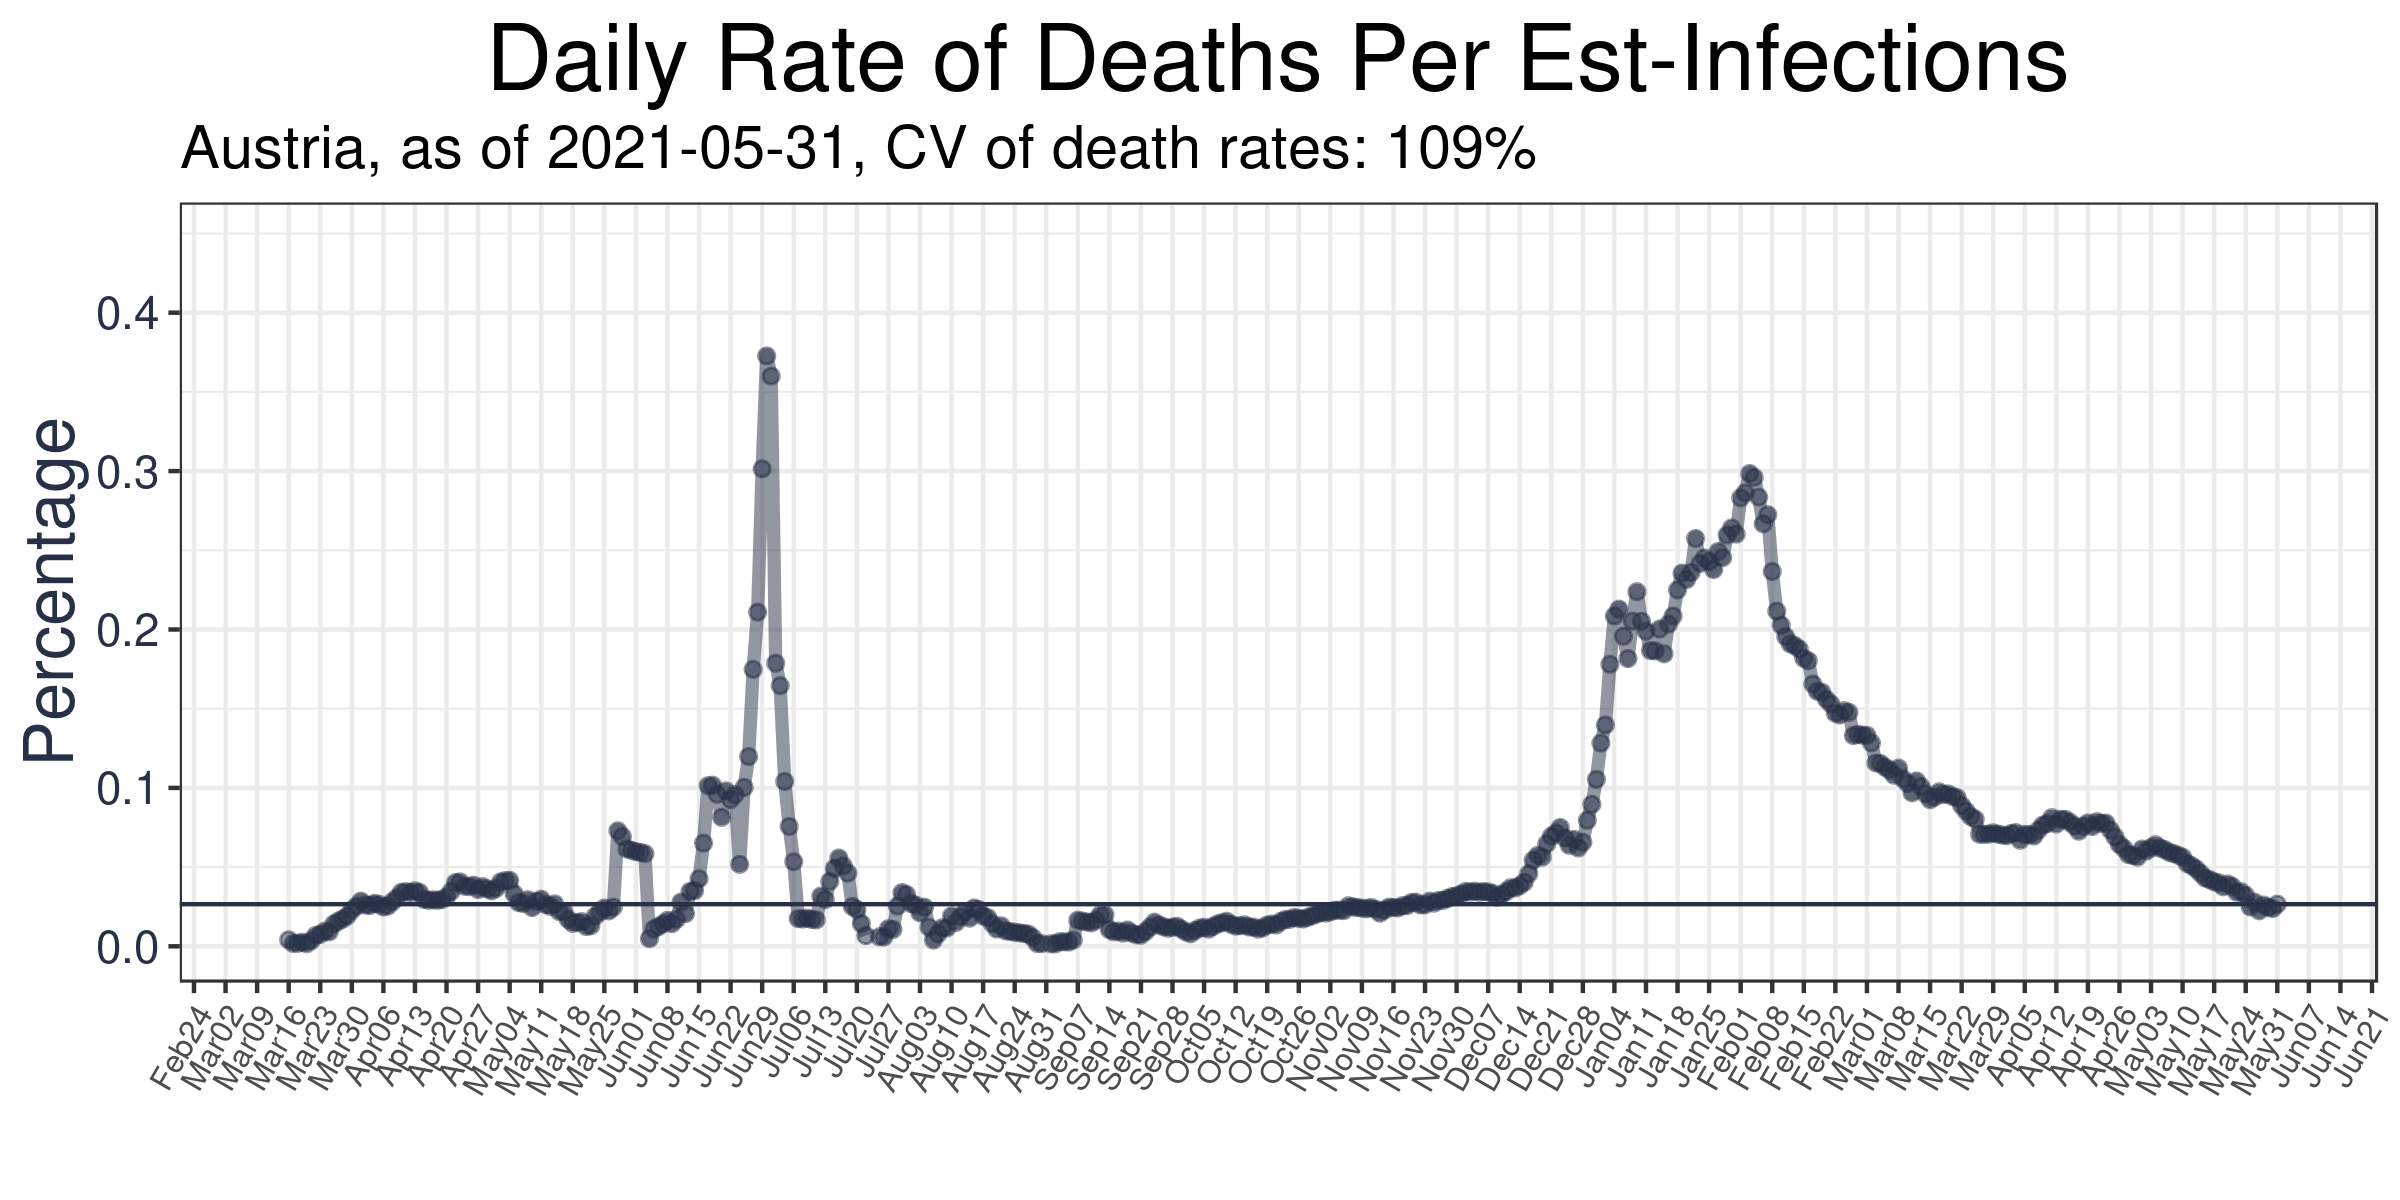 Daily Rate of Deaths Per Est-Infections
Austria, as of 2021-05-31, CV of death rates: 109%
Percentage
0.4
0.3
0.2
0.1
0.0
Feb24
Mar02
Mar09
Mar16
Mar23
Mar30
Apr06
Apr13
Apr20
Apr27
May04
May11
May18
May25
Jun01
Jun08
Jun15
Jun22
Jun29
Jul06
Jul13
Jul20
Jul27
Aug03
Aug10
Aug17
Aug24
Aug31
Sep07
Sep14
Sep21
Sep28
Oct05
Oct12
Oct19
Oct26
Nov02
Nov09
Nov16
Nov23
Nov30
Dec07
Dec14
Dec21
Dec28
Jan04
Jan11
Jan18
Jan25
Feb01
Feb08
Feb15
Feb22
Mar01
Mar08
Mar15
Mar22
Mar29
Apr05
Apr12
Apr19
Apr26
May03
May10
May17
May24
May31
Jun07
Jun14
Jun21